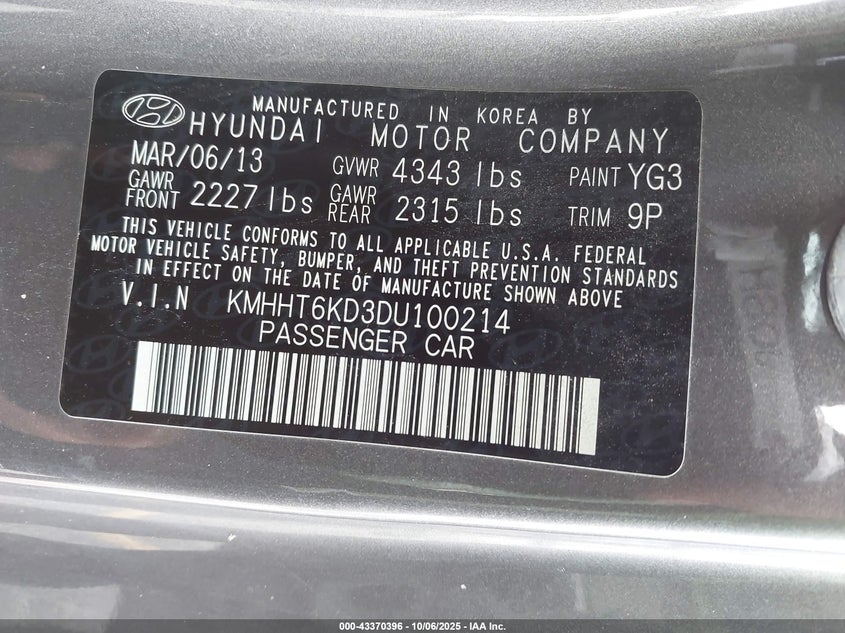 MANUFACTURED IN KOREA BY
HYUNDAI MOTOR COMPANY
MAR/06/13 GVWR 4343 lbs PAINT YG3
GAWR FRONT 2227 lbs GAWR REAR 2315 lbs TRIM 9P
THIS VEHICLE CONFORMS TO ALL APPLICABLE U.S.A. FEDERAL
MOTOR VEHICLE SAFETY, BUMPER, AND THEFT PREVENTION STANDARDS
IN EFFECT ON THE DATE OF MANUFACTURE SHOWN ABOVE
V.I.N KMHHT6KD3DU100214
PASSENGER CAR
000-43370396 - 10/06/2025 - IAA Inc.